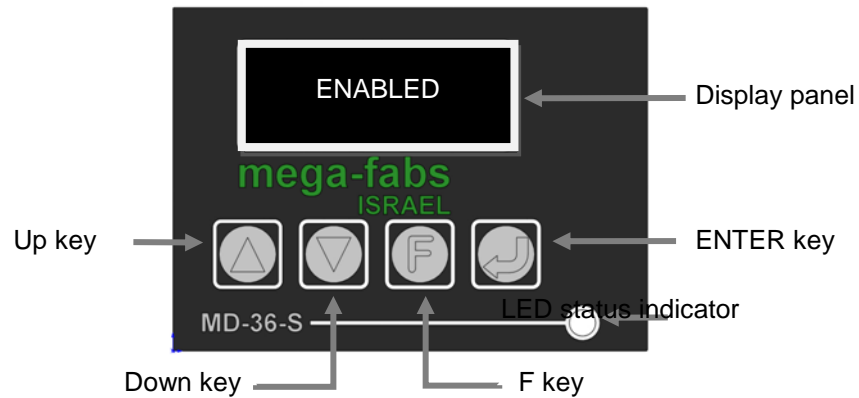 ENABLED
Display panel
mega-fabs
ISRAEL
Up key
ENTER key
F
LED status indicator
MD-36-S
Down key
F key